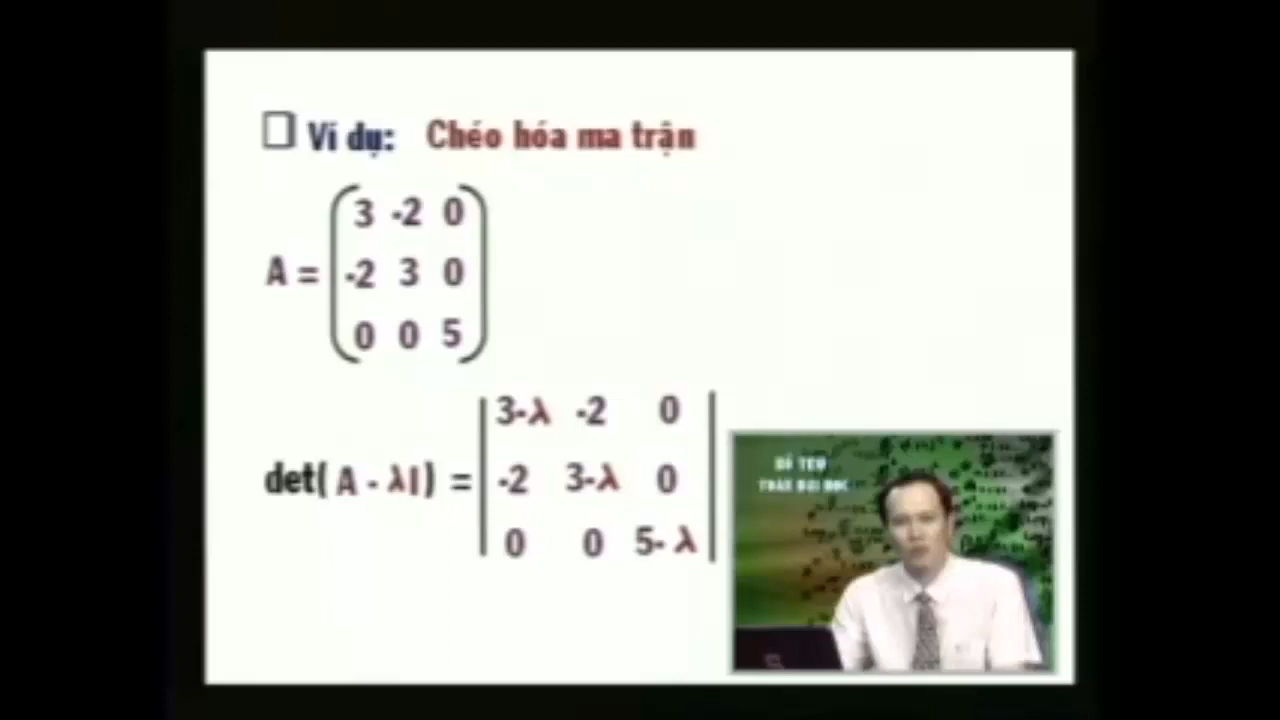 Ví dụ: Chéo hóa ma trận
3 -2 0
A = -2 3 0
0 0 5
3-λ -2 0
det( A - λI) = -2 3-λ 0
0 0 5- λ